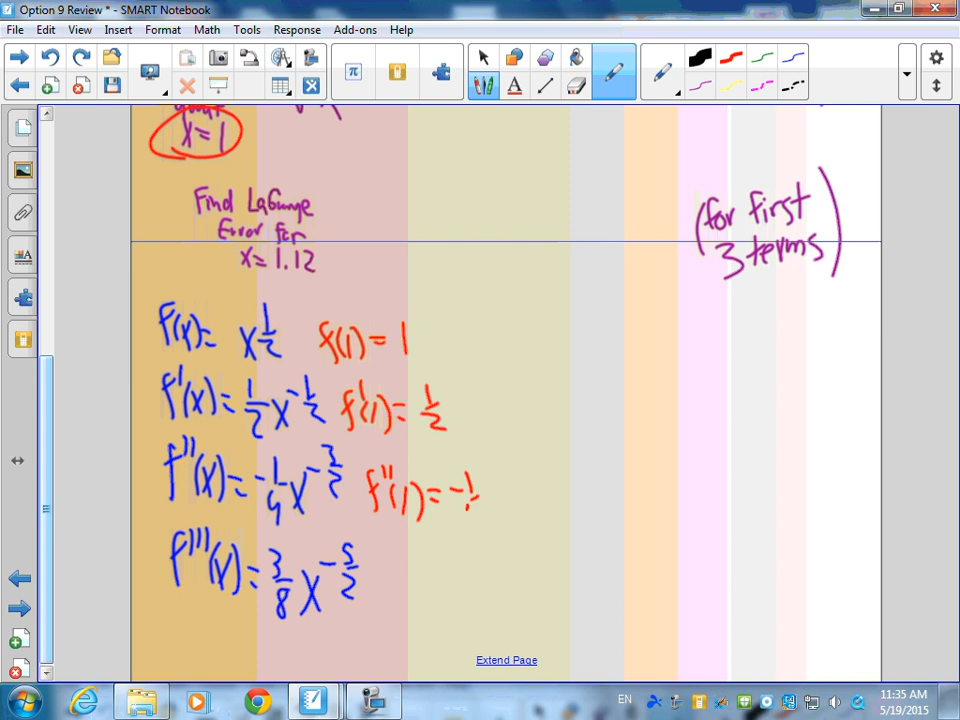 Option 9 Review * - SMART Notebook
File Edit View Insert Format Math Tools Response Add-ons Help
x=1
Find LaGrange
Error for
x=1.12
(for first
3 terms)
f(x)= x^1/2 f(1)=1
f'(x)= 1/2 x^-1/2 f'(1)= 1/2
f''(x)= -1/4 x^-3/2 f''(1)= -1
f'''(x)= 3/8 x^-5/2
Extend Page
EN
11:35 AM
5/19/2015